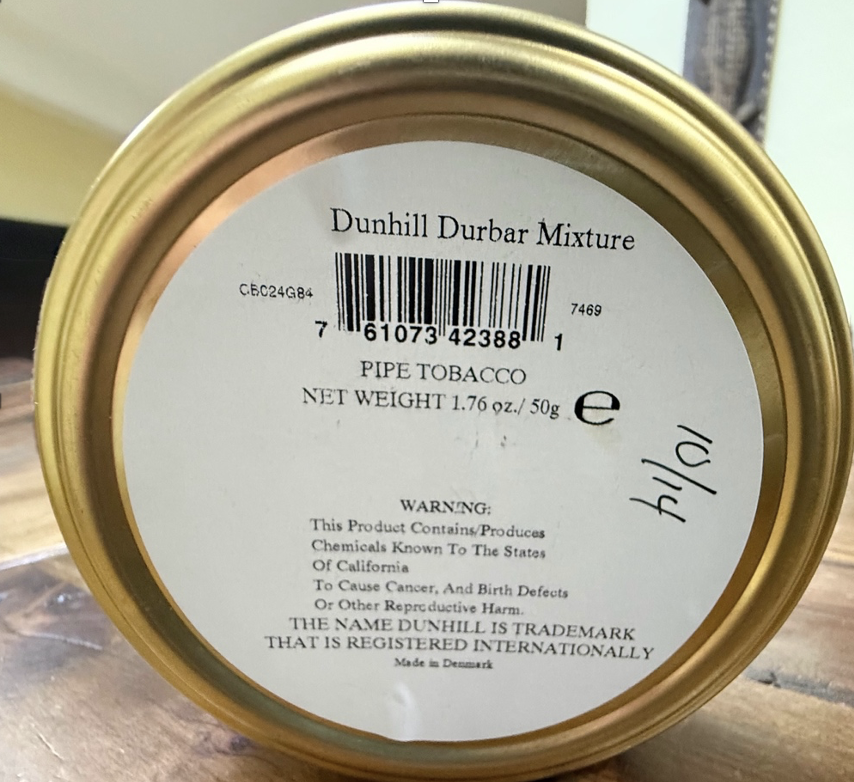 Dunhill Durbar Mixture
CBC24G84
7469
7 61073 42388 1
PIPE TOBACCO
NET WEIGHT 1.76 oz./ 50g e
10/14
WARNING:
This Product Contains/Produces
Chemicals Known To The States
Of California
To Cause Cancer, And Birth Defects
Or Other Reproductive Harm.
THE NAME DUNHILL IS TRADEMARK
THAT IS REGISTERED INTERNATIONALLY
Made in Denmark